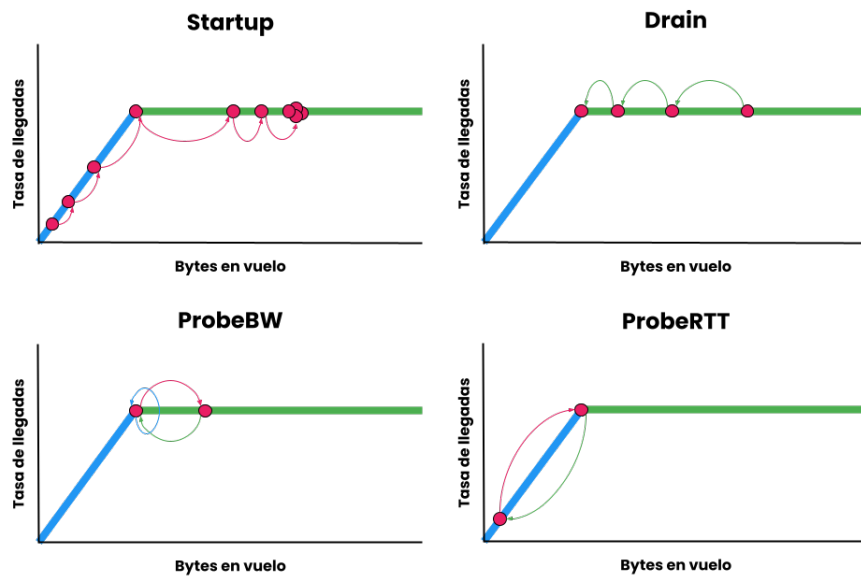 Startup
Tasa de llegadas
Bytes en vuelo
Drain
Tasa de llegadas
Bytes en vuelo
ProbeBW
Tasa de llegadas
Bytes en vuelo
ProbeRTT
Tasa de llegadas
Bytes en vuelo